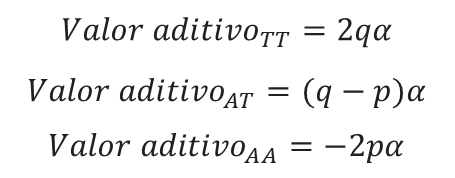 Valor aditivo_TT = 2qα
Valor aditivo_AT = (q − p)α
Valor aditivo_AA = −2pα